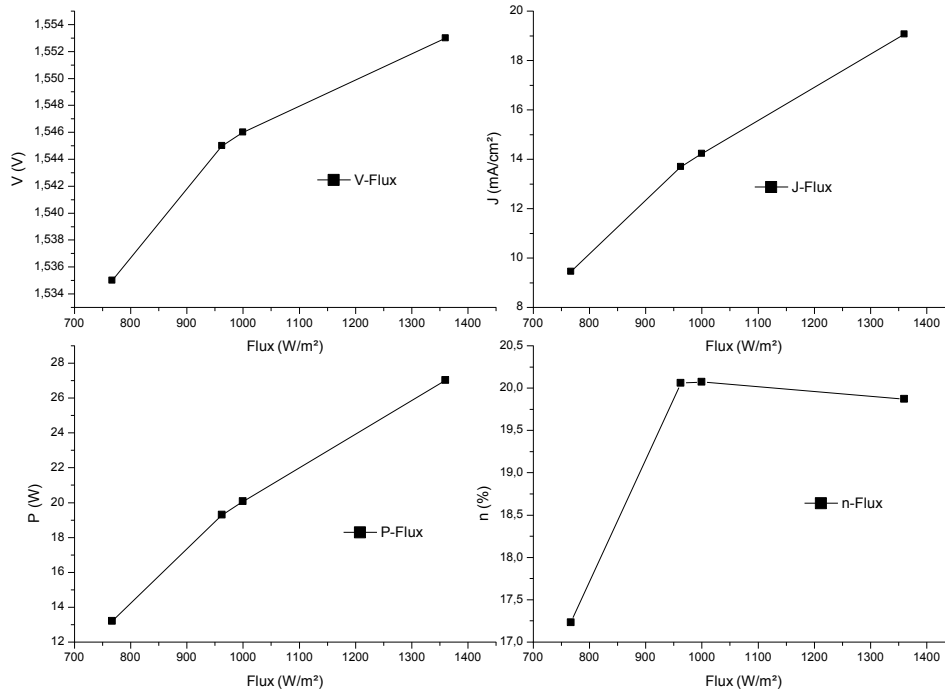 1,554
1,552
1,550
1,548
1,546
1,544
1,542
1,540
1,538
1,536
1,534
V (V)
V-Flux
700 800 900 1000 1100 1200 1300 1400
Flux (W/m²)
20
18
16
14
12
10
8
J (mA/cm²)
J-Flux
700 800 900 1000 1100 1200 1300 1400
Flux (W/m²)
28
26
24
22
20
18
16
14
12
P (W)
P-Flux
700 800 900 1000 1100 1200 1300 1400
Flux (W/m²)
20,5
20,0
19,5
19,0
18,5
18,0
17,5
17,0
n (%)
n-Flux
700 800 900 1000 1100 1200 1300 1400
Flux (W/m²)